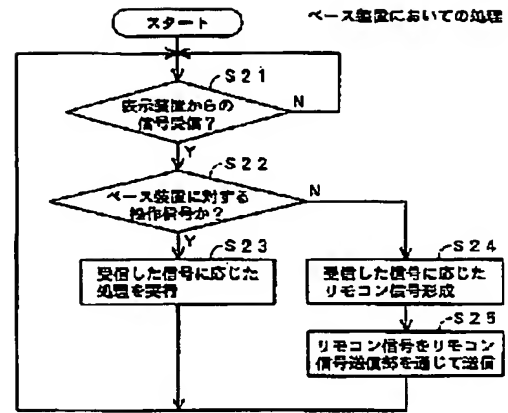 スタート
ベース装置においての処理
S21
表示装置からの
信号受信？
N
Y
S22
ベース装置に対する
操作信号か？
N
Y
S23
受信した信号に応じた
処理を実行
S24
受信した信号に応じた
リモコン信号形成
S25
リモコン信号をリモコン
信号送信部を通じて送信